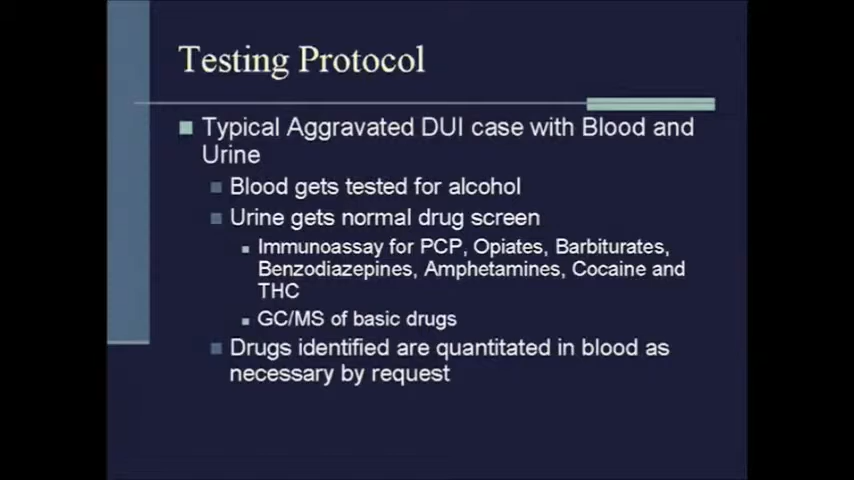 Testing Protocol
Typical Aggravated DUI case with Blood and
Urine
Blood gets tested for alcohol
Urine gets normal drug screen
Immunoassay for PCP, Opiates, Barbiturates,
Benzodiazepines, Amphetamines, Cocaine and
THC
GC/MS of basic drugs
Drugs identified are quantitated in blood as
necessary by request